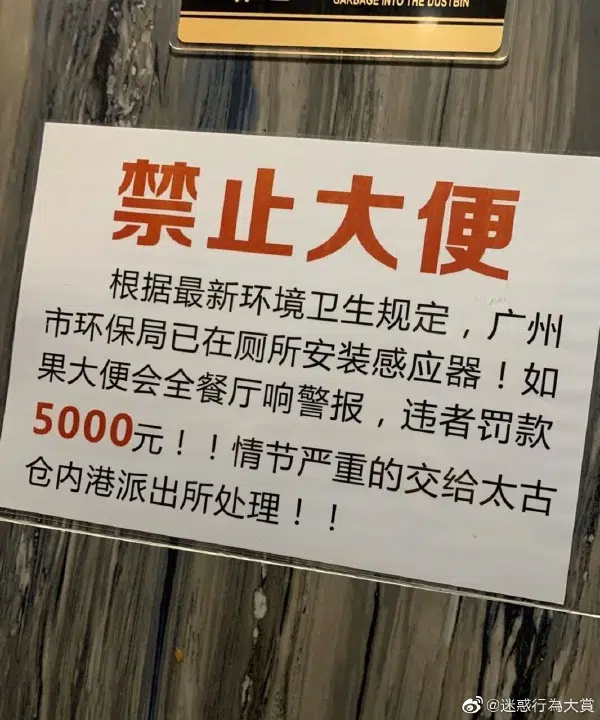 GARBAGE INTO THE DUSTBIN
禁止大便
根据最新环境卫生规定，广州
市环保局已在厕所安装感应器！如
果大便会全餐厅响警报，违者罚款
5000元！！情节严重的交给太古
仓内港派出所处理！！
@迷惑行為大賞